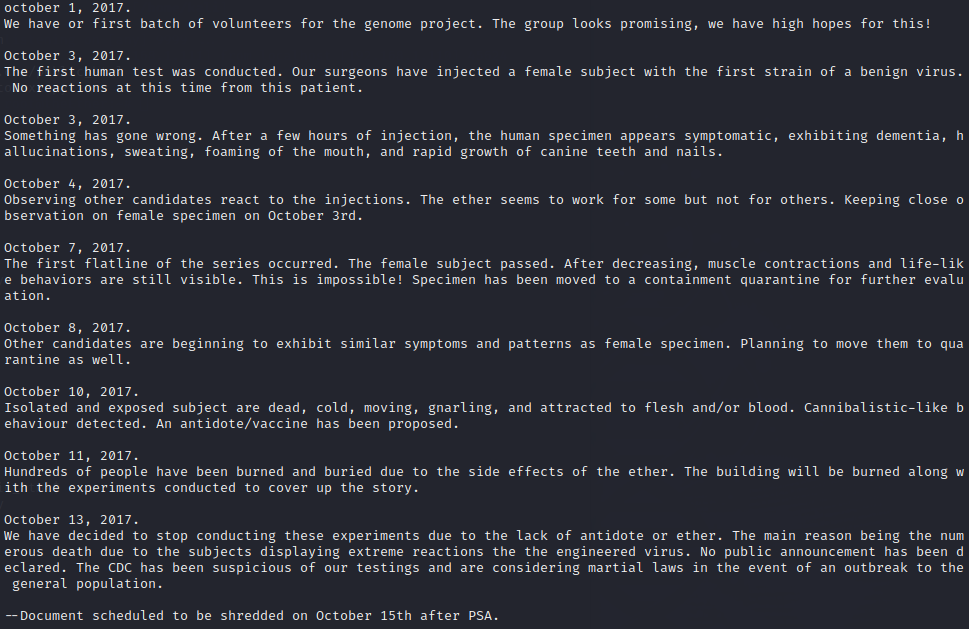 october 1, 2017.
We have or first batch of volunteers for the genome project. The group looks promising, we have high hopes for this!
October 3, 2017.
The first human test was conducted. Our surgeons have injected a female subject with the first strain of a benign virus.
No reactions at this time from this patient.
October 3, 2017.
Something has gone wrong. After a few hours of injection, the human specimen appears symptomatic, exhibiting dementia, h
allucinations, sweating, foaming of the mouth, and rapid growth of canine teeth and nails.
October 4, 2017.
Observing other candidates react to the injections. The ether seems to work for some but not for others. Keeping close o
bservation on female specimen on October 3rd.
October 7, 2017.
The first flatline of the series occurred. The female subject passed. After decreasing, muscle contractions and life-lik
e behaviors are still visible. This is impossible! Specimen has been moved to a containment quarantine for further evalu
ation.
October 8, 2017.
Other candidates are beginning to exhibit similar symptoms and patterns as female specimen. Planning to move them to qua
rantine as well.
October 10, 2017.
Isolated and exposed subject are dead, cold, moving, gnarling, and attracted to flesh and/or blood. Cannibalistic-like b
ehaviour detected. An antidote/vaccine has been proposed.
October 11, 2017.
Hundreds of people have been burned and buried due to the side effects of the ether. The building will be burned along w
ith the experiments conducted to cover up the story.
October 13, 2017.
We have decided to stop conducting these experiments due to the lack of antidote or ether. The main reason being the num
erous death due to the subjects displaying extreme reactions the the engineered virus. No public announcement has been d
eclared. The CDC has been suspicious of our testings and are considering martial laws in the event of an outbreak to the
general population.
--Document scheduled to be shredded on October 15th after PSA.